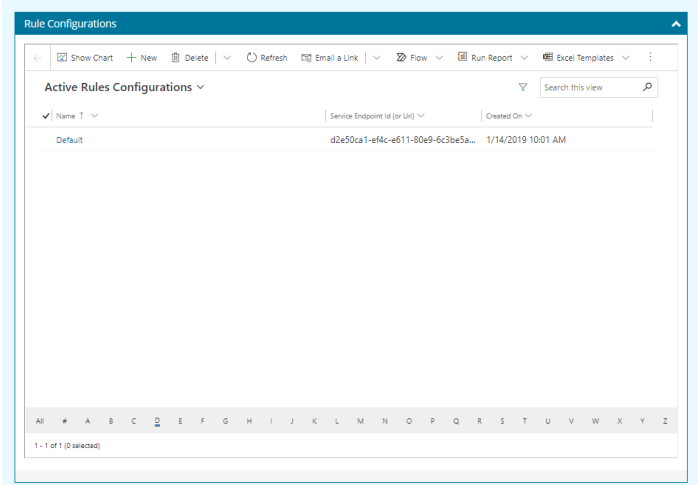 Rule Configurations
Show Chart New Delete Refresh Email a Link Flow Run Report Excel Templates
Active Rules Configurations Search this view
Name Service Endpoint Id (or Uri) Created On
Default d2e50ca1-ef4c-e611-80e9-6c3be5a... 1/14/2019 10:01 AM
All # A B C D E F G H I J K L M N O P Q R S T U V W X Y Z
1 - 1 of 1 (0 selected)